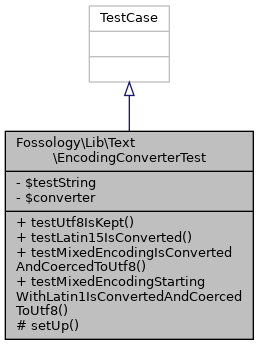 TestCase
Fossology\Lib\Text
\EncodingConverterTest
- $testString
- $converter
+ testUtf8IsKept()
+ testLatin15IsConverted()
+ testMixedEncodingIsConverted
AndCoercedToUtf8()
+ testMixedEncodingStarting
WithLatin1IsConvertedAndCoerced
ToUtf8()
# setUp()